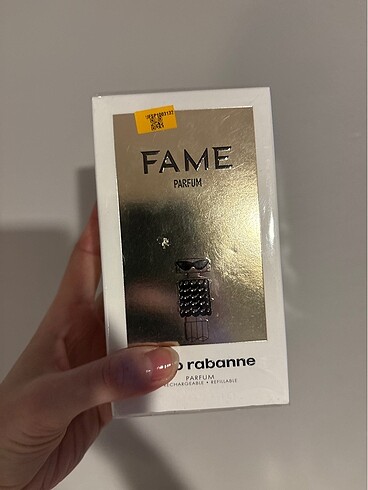 FAME
PARFUM
o rabanne
PARFUM
RECHARGEABLE • REFILLABLE